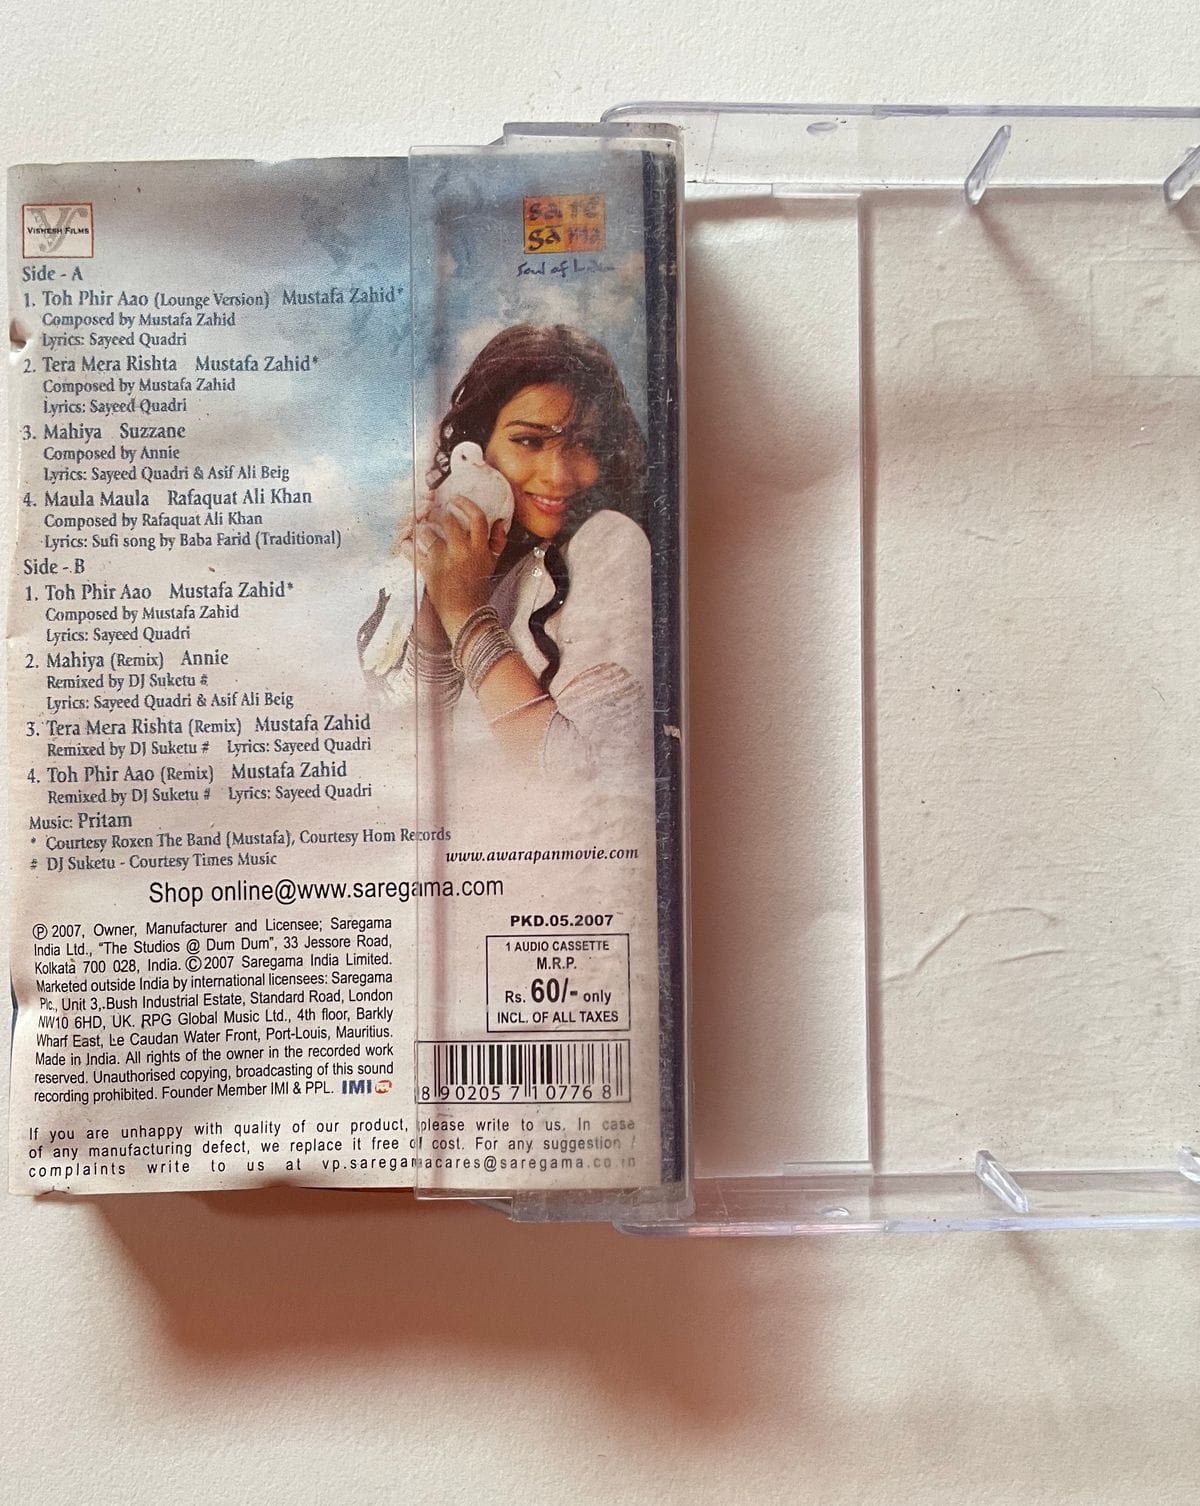 VISHESH FILMS
sa re
ga ma
Soul of India
Side - A
1. Toh Phir Aao (Lounge Version) Mustafa Zahid*
Composed by Mustafa Zahid
Lyrics: Sayeed Quadri
2. Tera Mera Rishta Mustafa Zahid*
Composed by Mustafa Zahid
Lyrics: Sayeed Quadri
3. Mahiya Suzzane
Composed by Annie
Lyrics: Sayeed Quadri & Asif Ali Beig
4. Maula Maula Rafaquat Ali Khan
Composed by Rafaquat Ali Khan
Lyrics: Sufi song by Baba Farid (Traditional)
Side - B
1. Toh Phir Aao Mustafa Zahid*
Composed by Mustafa Zahid
Lyrics: Sayeed Quadri
2. Mahiya (Remix) Annie
Remixed by DJ Suketu #
Lyrics: Sayeed Quadri & Asif Ali Beig
3. Tera Mera Rishta (Remix) Mustafa Zahid
Remixed by DJ Suketu # Lyrics: Sayeed Quadri
4. Toh Phir Aao (Remix) Mustafa Zahid
Remixed by DJ Suketu # Lyrics: Sayeed Quadri
Music: Pritam
* Courtesy Roxen The Band (Mustafa), Courtesy Hom Records
# DJ Suketu - Courtesy Times Music
www.awarapanmovie.com
Shop online@www.saregama.com
℗ 2007, Owner, Manufacturer and Licensee; Saregama
India Ltd., "The Studios @ Dum Dum", 33 Jessore Road,
Kolkata 700 028, India. © 2007 Saregama India Limited.
Marketed outside India by international licensees: Saregama
Plc., Unit 3, Bush Industrial Estate, Standard Road, London
NW10 6HD, UK. RPG Global Music Ltd., 4th floor, Barkly
Wharf East, Le Caudan Water Front, Port-Louis, Mauritius.
Made in India. All rights of the owner in the recorded work
reserved. Unauthorised copying, broadcasting of this sound
recording prohibited. Founder Member IMI & PPL. IMI PPL
PKD.05.2007
1 AUDIO CASSETTE
M.R.P.
Rs. 60/- only
INCL. OF ALL TAXES
8 90205 7 10776 8
If you are unhappy with quality of our product, please write to us. In case
of any manufacturing defect, we replace it free of cost. For any suggestion /
complaints write to us at vp.saregamacares@saregama.co.in